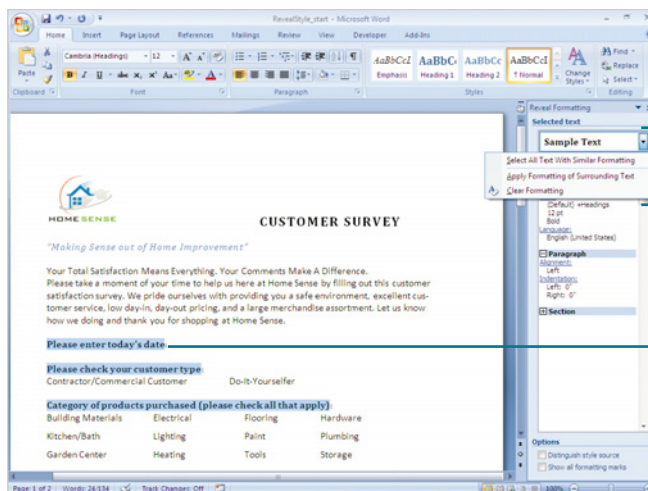 RevealStyle_start - Microsoft Word
Home Insert Page Layout References Mailings Review View Developer Add-Ins
Cambria (Headings) 12
Paste
AaBbCcI AaBbC AaBbCc AaBbCcI
Emphasis Heading 1 Heading 2 ¶ Normal
Change Styles
Find
Replace
Select
Clipboard Font Paragraph Styles Editing
Reveal Formatting
Selected text
Sample Text
Select All Text With Similar Formatting
Apply Formatting of Surrounding Text
Clear Formatting
(Default) +Headings
12 pt
Bold
Language:
English (United States)
Paragraph
Alignment:
Left
Indentation:
Left: 0"
Right: 0"
Section
Options
Distinguish style source
Show all formatting marks
HOMESENSE
CUSTOMER SURVEY
"Making Sense out of Home Improvement"
Your Total Satisfaction Means Everything. Your Comments Make A Difference.
Please take a moment of your time to help us here at Home Sense by filling out this customer
satisfaction survey. We pride ourselves with providing you a safe environment, excellent cus-
tomer service, low day-in, day-out pricing, and a large merchandise assortment. Let us know
how we doing and thank you for shopping at Home Sense.
Please enter today's date:
Please check your customer type:
Contractor/Commercial Customer Do-It-Yourselfer
Category of products purchased (please check all that apply):
Building Materials Electrical Flooring Hardware
Kitchen/Bath Lighting Paint Plumbing
Garden Center Heating Tools Storage
Page: 1 of 2 Words: 26/134 Track Changes: Off 100%